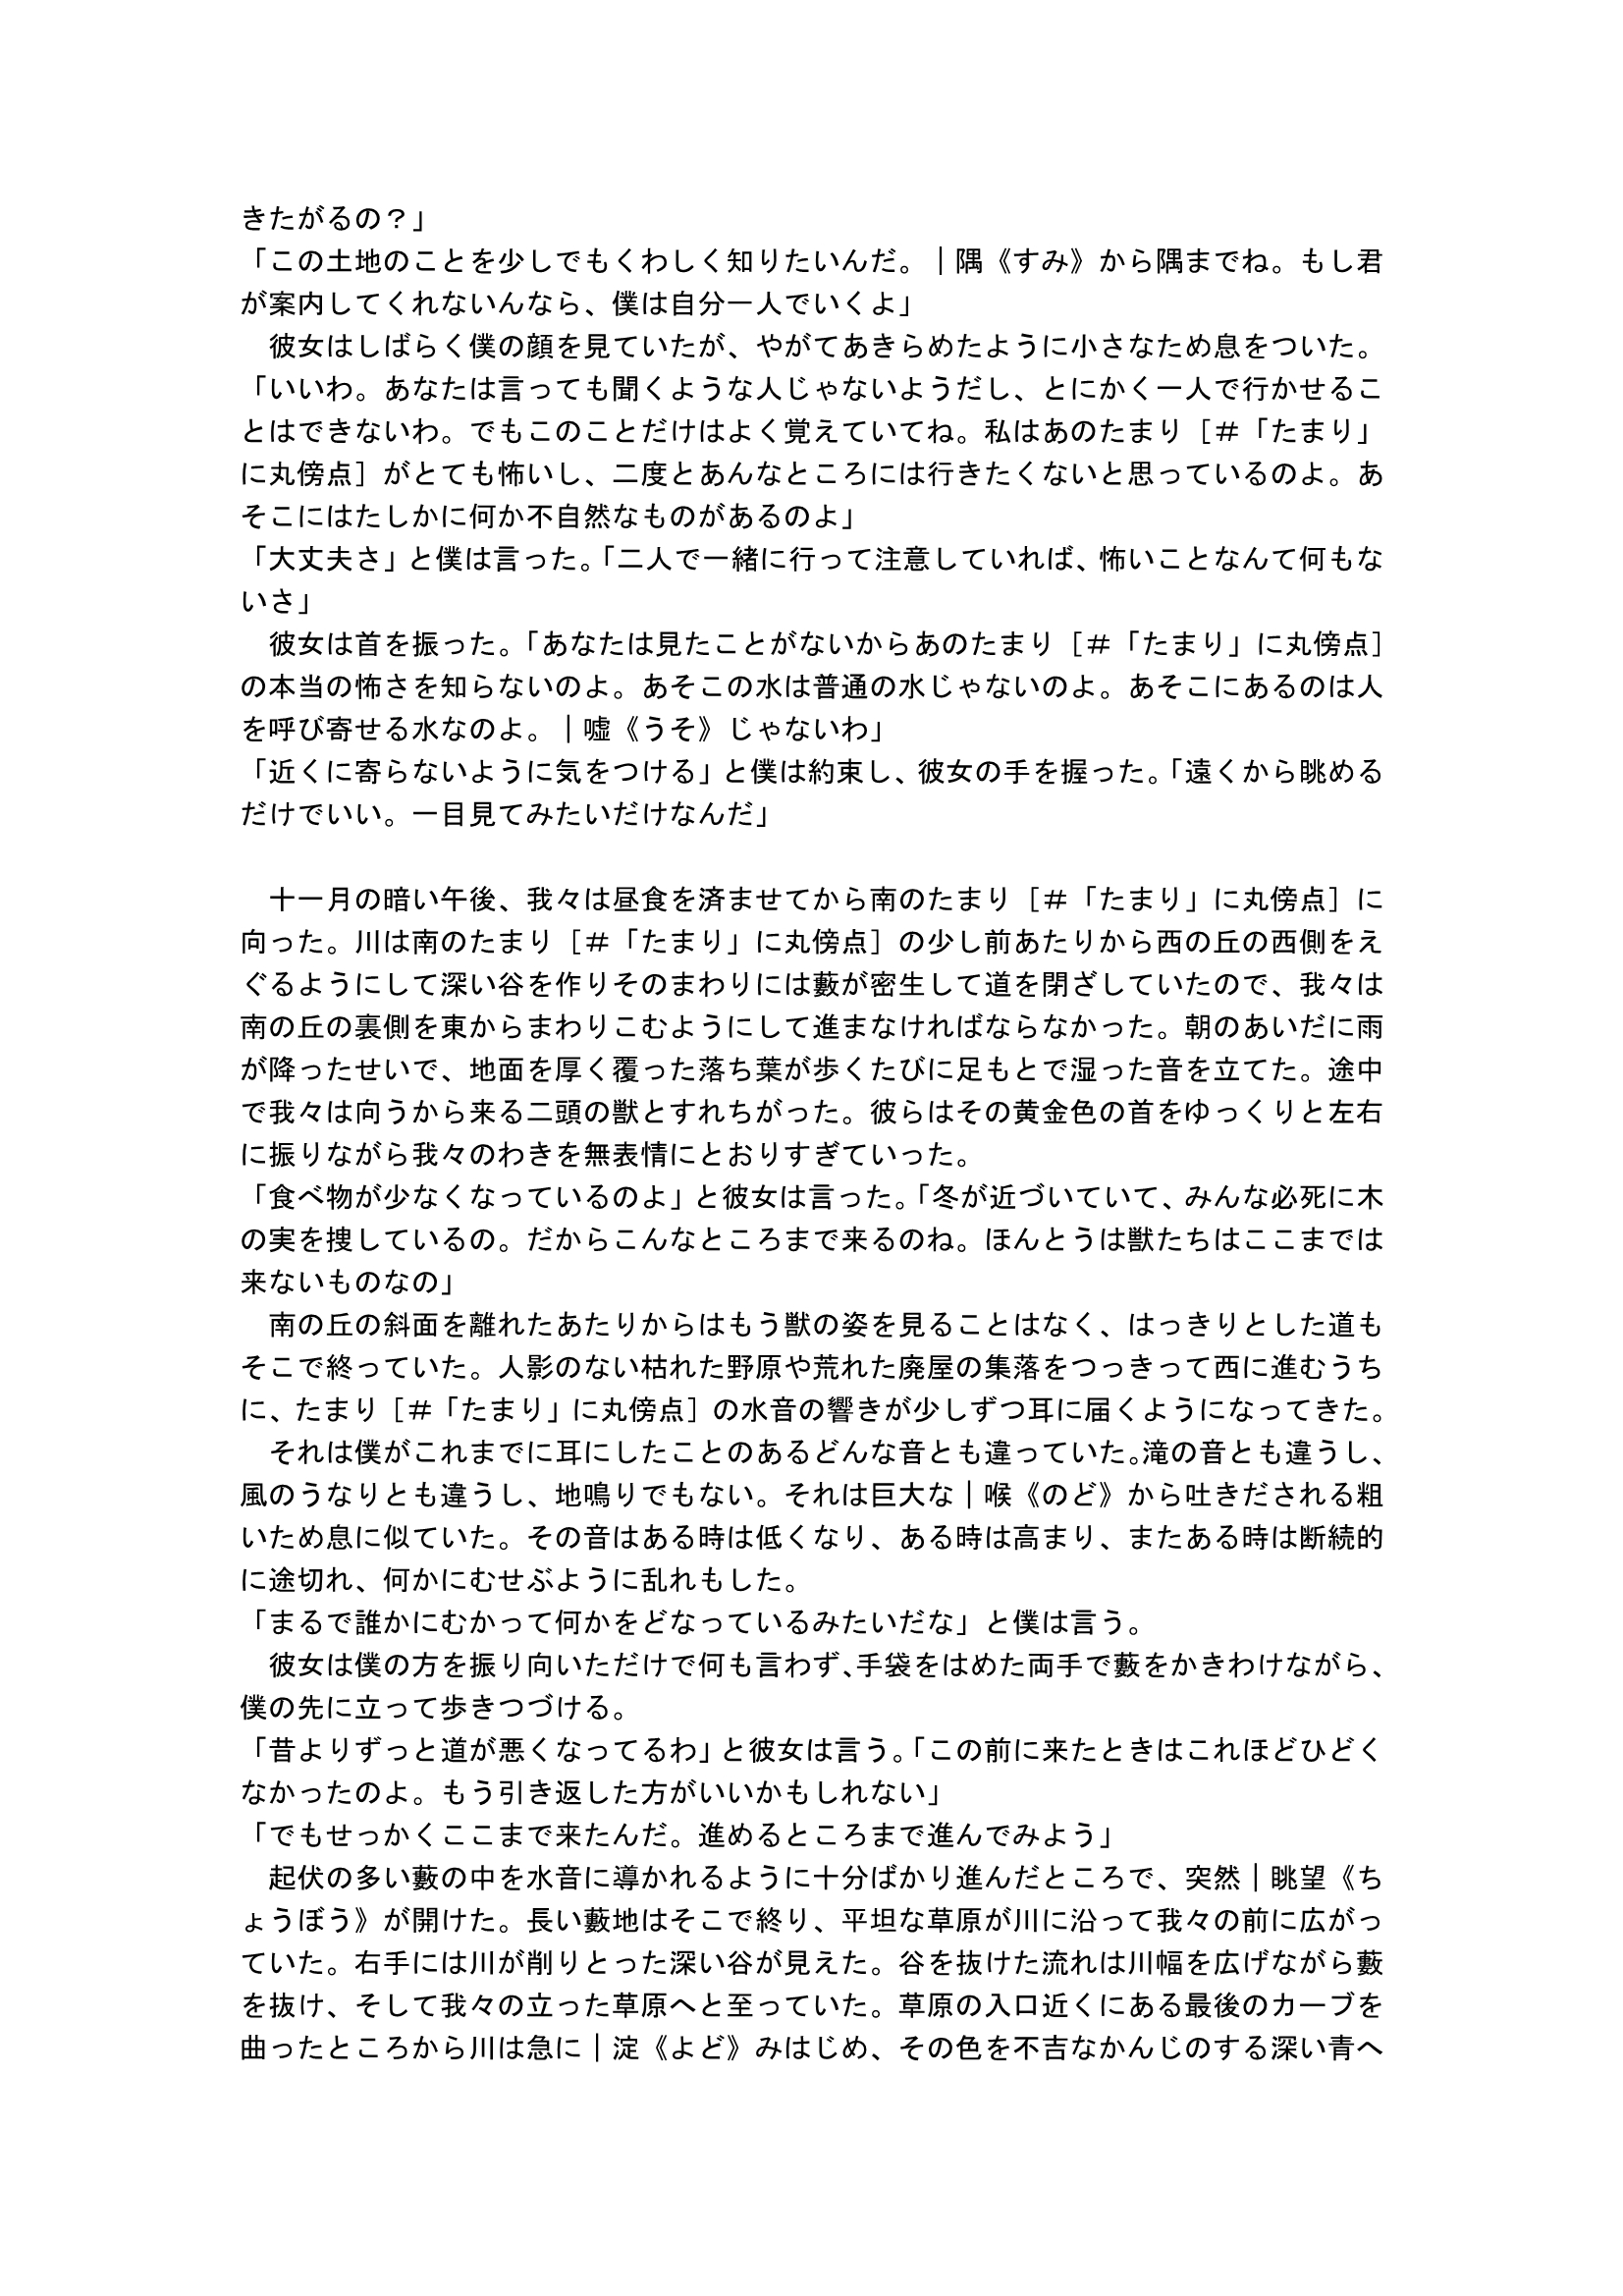 きたがるの？」
「この土地のことを少しでもくわしく知りたいんだ。｜隅《すみ》から隅までね。もし君
が案内してくれないんなら、僕は自分一人でいくよ」
　彼女はしばらく僕の顔を見ていたが、やがてあきらめたように小さなため息をついた。
「いいわ。あなたは言っても聞くような人じゃないようだし、とにかく一人で行かせるこ
とはできないわ。でもこのことだけはよく覚えていてね。私はあのたまり［＃「たまり」
に丸傍点］がとても怖いし、二度とあんなところには行きたくないと思っているのよ。あ
そこにはたしかに何か不自然なものがあるのよ」
「大丈夫さ」と僕は言った。「二人で一緒に行って注意していれば、怖いことなんて何もな
いさ」
　彼女は首を振った。「あなたは見たことがないからあのたまり［＃「たまり」に丸傍点］
の本当の怖さを知らないのよ。あそこの水は普通の水じゃないのよ。あそこにあるのは人
を呼び寄せる水なのよ。｜嘘《うそ》じゃないわ」
「近くに寄らないように気をつける」と僕は約束し、彼女の手を握った。「遠くから眺める
だけでいい。一目見てみたいだけなんだ」
　十一月の暗い午後、我々は昼食を済ませてから南のたまり［＃「たまり」に丸傍点］に
向った。川は南のたまり［＃「たまり」に丸傍点］の少し前あたりから西の丘の西側をえ
ぐるようにして深い谷を作りそのまわりには藪が密生して道を閉ざしていたので、我々は
南の丘の裏側を東からまわりこむようにして進まなければならなかった。朝のあいだに雨
が降ったせいで、地面を厚く覆った落ち葉が歩くたびに足もとで湿った音を立てた。途中
で我々は向うから来る二頭の獣とすれちがった。彼らはその黄金色の首をゆっくりと左右
に振りながら我々のわきを無表情にとおりすぎていった。
「食べ物が少なくなっているのよ」と彼女は言った。「冬が近づいていて、みんな必死に木
の実を捜しているの。だからこんなところまで来るのね。ほんとうは獣たちはここまでは
来ないものなの」
　南の丘の斜面を離れたあたりからはもう獣の姿を見ることはなく、はっきりとした道も
そこで終っていた。人影のない枯れた野原や荒れた廃屋の集落をつっきって西に進むうち
に、たまり［＃「たまり」に丸傍点］の水音の響きが少しずつ耳に届くようになってきた。
　それは僕がこれまでに耳にしたことのあるどんな音とも違っていた。滝の音とも違うし、
風のうなりとも違うし、地鳴りでもない。それは巨大な｜喉《のど》から吐きだされる粗
いため息に似ていた。その音はある時は低くなり、ある時は高まり、またある時は断続的
に途切れ、何かにむせぶように乱れもした。
「まるで誰かにむかって何かをどなっているみたいだな」と僕は言う。
　彼女は僕の方を振り向いただけで何も言わず、手袋をはめた両手で藪をかきわけながら、
僕の先に立って歩きつづける。
「昔よりずっと道が悪くなってるわ」と彼女は言う。「この前に来たときはこれほどひどく
なかったのよ。もう引き返した方がいいかもしれない」
「でもせっかくここまで来たんだ。進めるところまで進んでみよう」
　起伏の多い藪の中を水音に導かれるように十分ばかり進んだところで、突然｜眺望《ち
ょうぼう》が開けた。長い藪地はそこで終り、平坦な草原が川に沿って我々の前に広がっ
ていた。右手には川が削りとった深い谷が見えた。谷を抜けた流れは川幅を広げながら藪
を抜け、そして我々の立った草原へと至っていた。草原の入口近くにある最後のカーブを
曲ったところから川は急に｜淀《よど》みはじめ、その色を不吉なかんじのする深い青へ